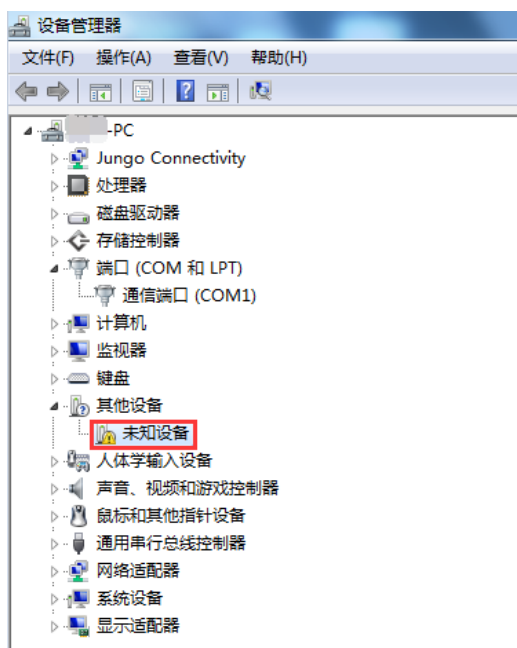 设备管理器
文件(F) 操作(A) 查看(V) 帮助(H)
-PC
Jungo Connectivity
处理器
磁盘驱动器
存储控制器
端口 (COM 和 LPT)
通信端口 (COM1)
计算机
监视器
键盘
其他设备
未知设备
人体学输入设备
声音、视频和游戏控制器
鼠标和其他指针设备
通用串行总线控制器
网络适配器
系统设备
显示适配器